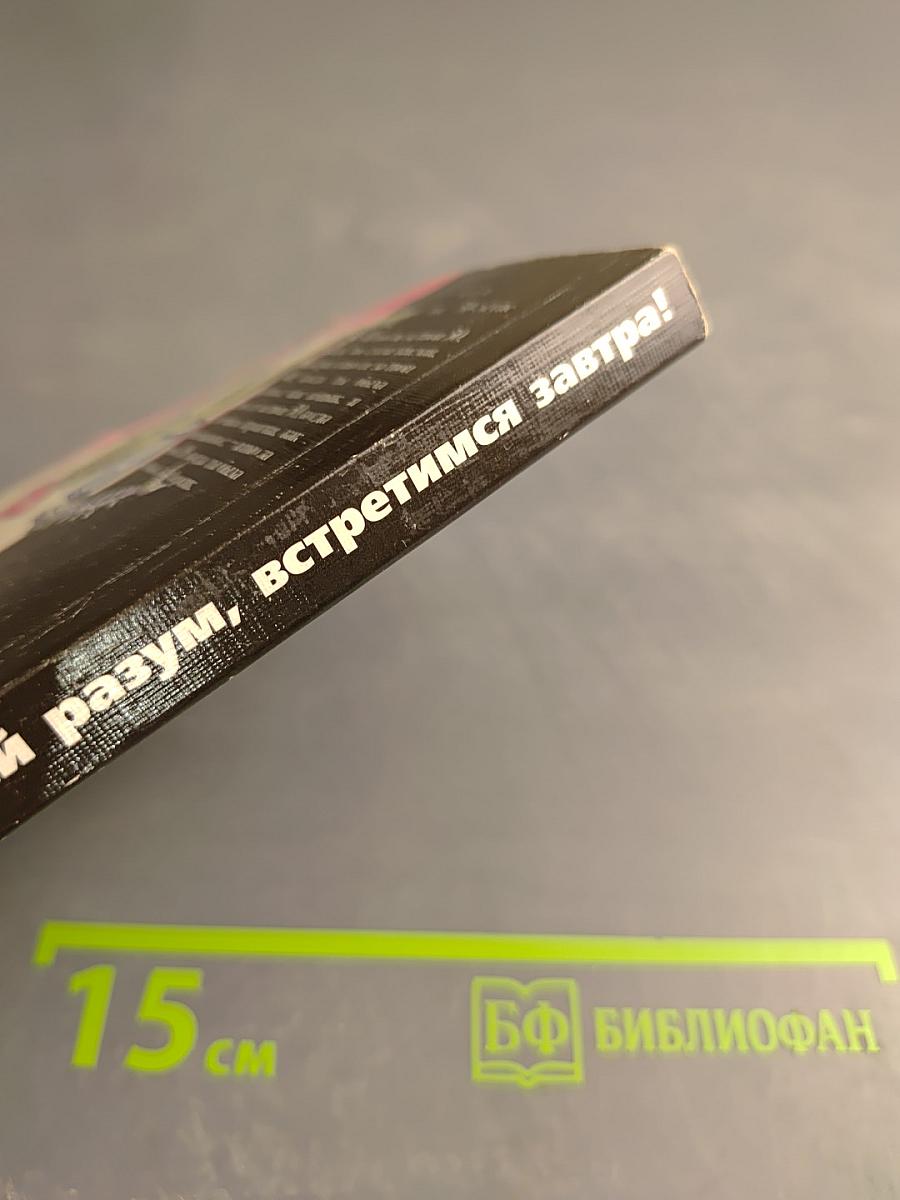 й разум, встретимся завтра!
15 см
БФ БИБЛИОФАН